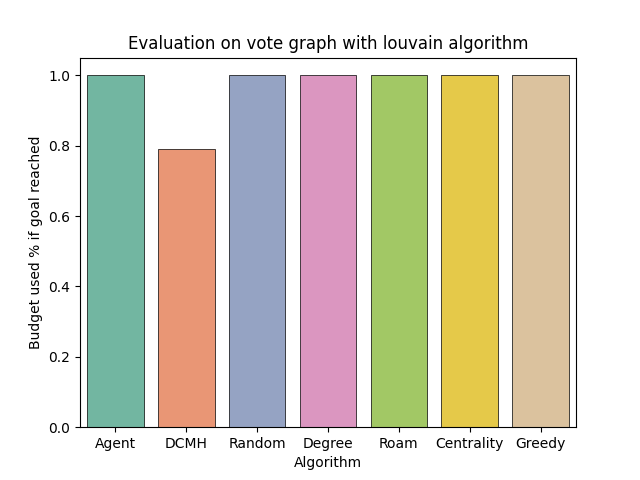 Evaluation on vote graph with louvain algorithm
Budget used % if goal reached
1.0
0.8
0.6
0.4
0.2
0.0
Agent DCMH Random Degree Roam Centrality Greedy
Algorithm